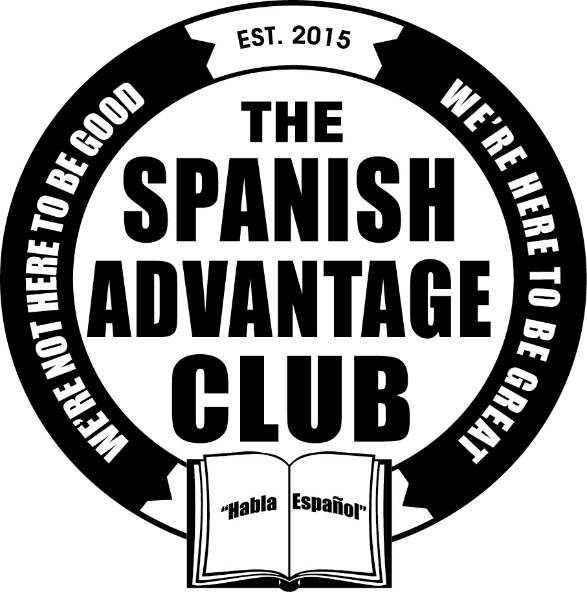 EST. 2015
WE'RE NOT HERE TO BE GOOD
WE'RE HERE TO BE GREAT
THE
SPANISH
ADVANTAGE
CLUB
"Habla Español"